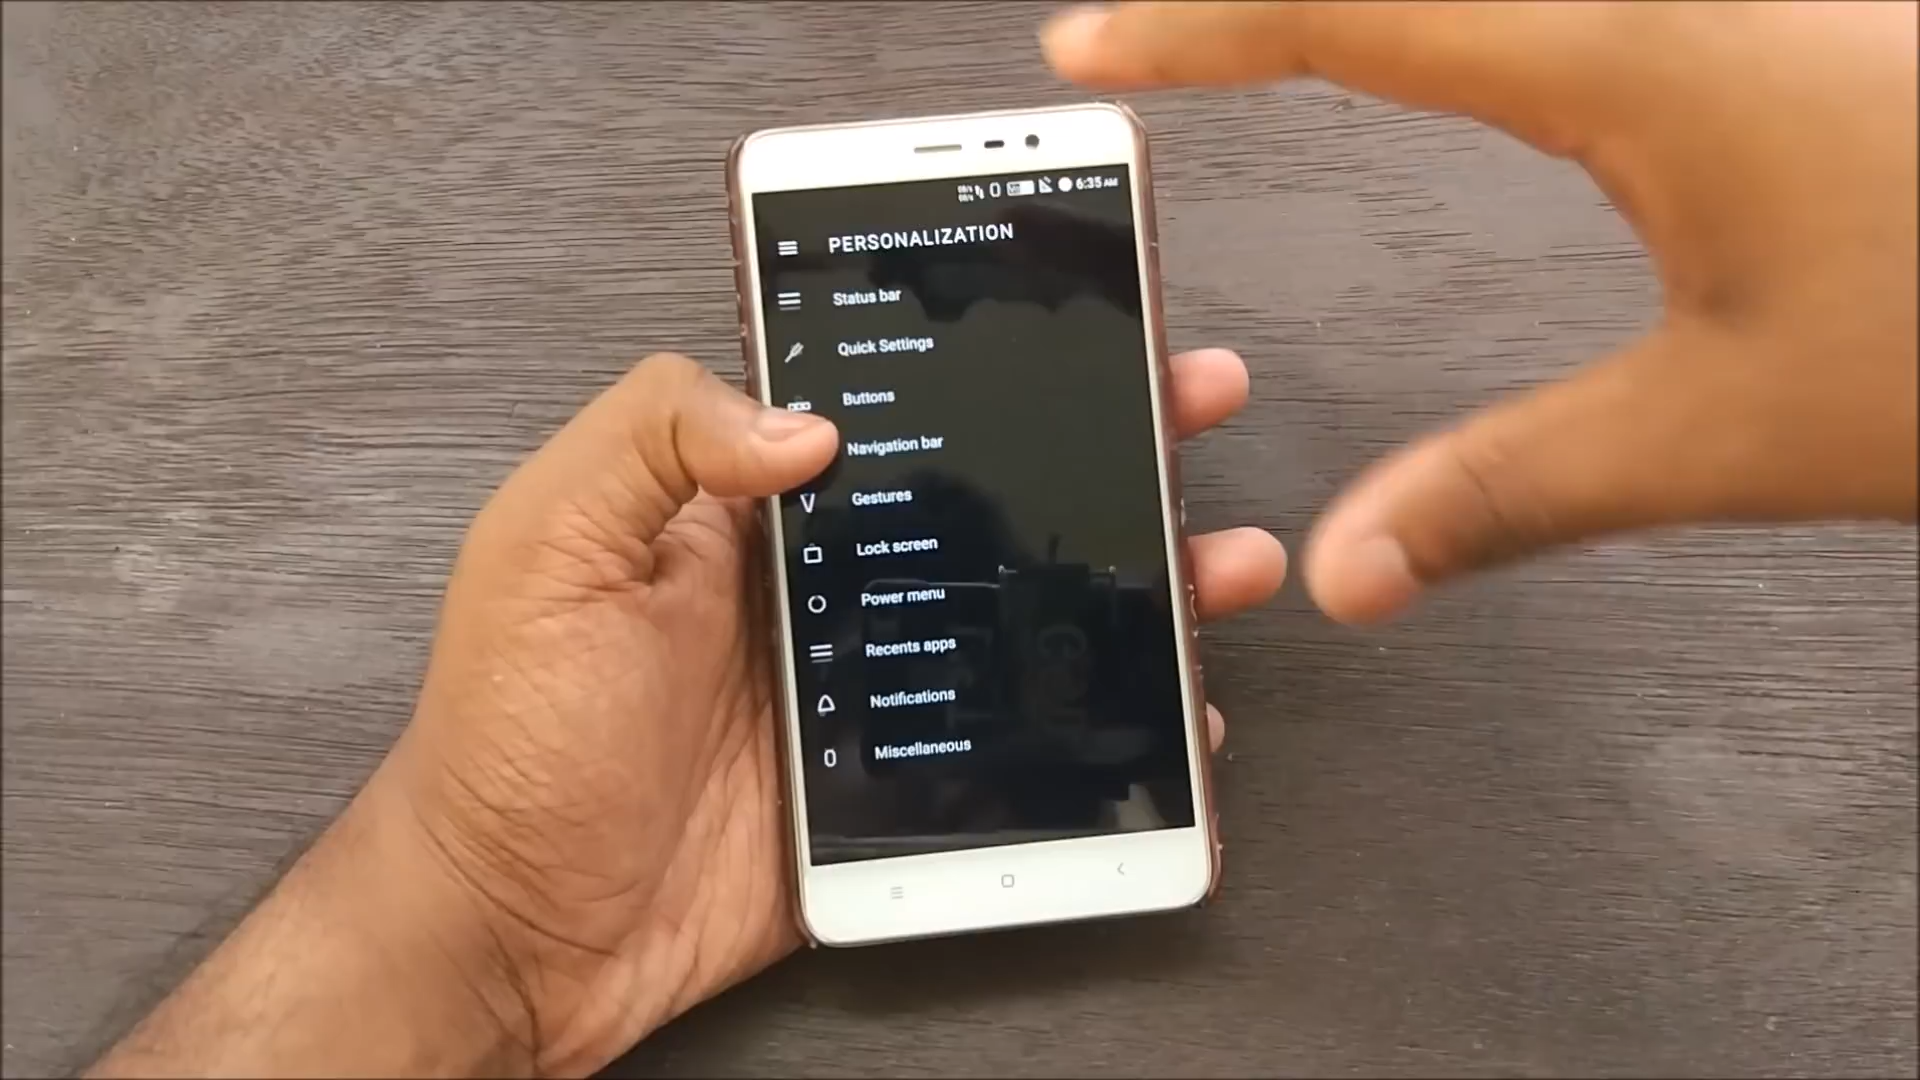 6:35 AM
PERSONALIZATION
Status bar
Quick Settings
Buttons
Navigation bar
Gestures
Lock screen
Power menu
Recents apps
Notifications
Miscellaneous